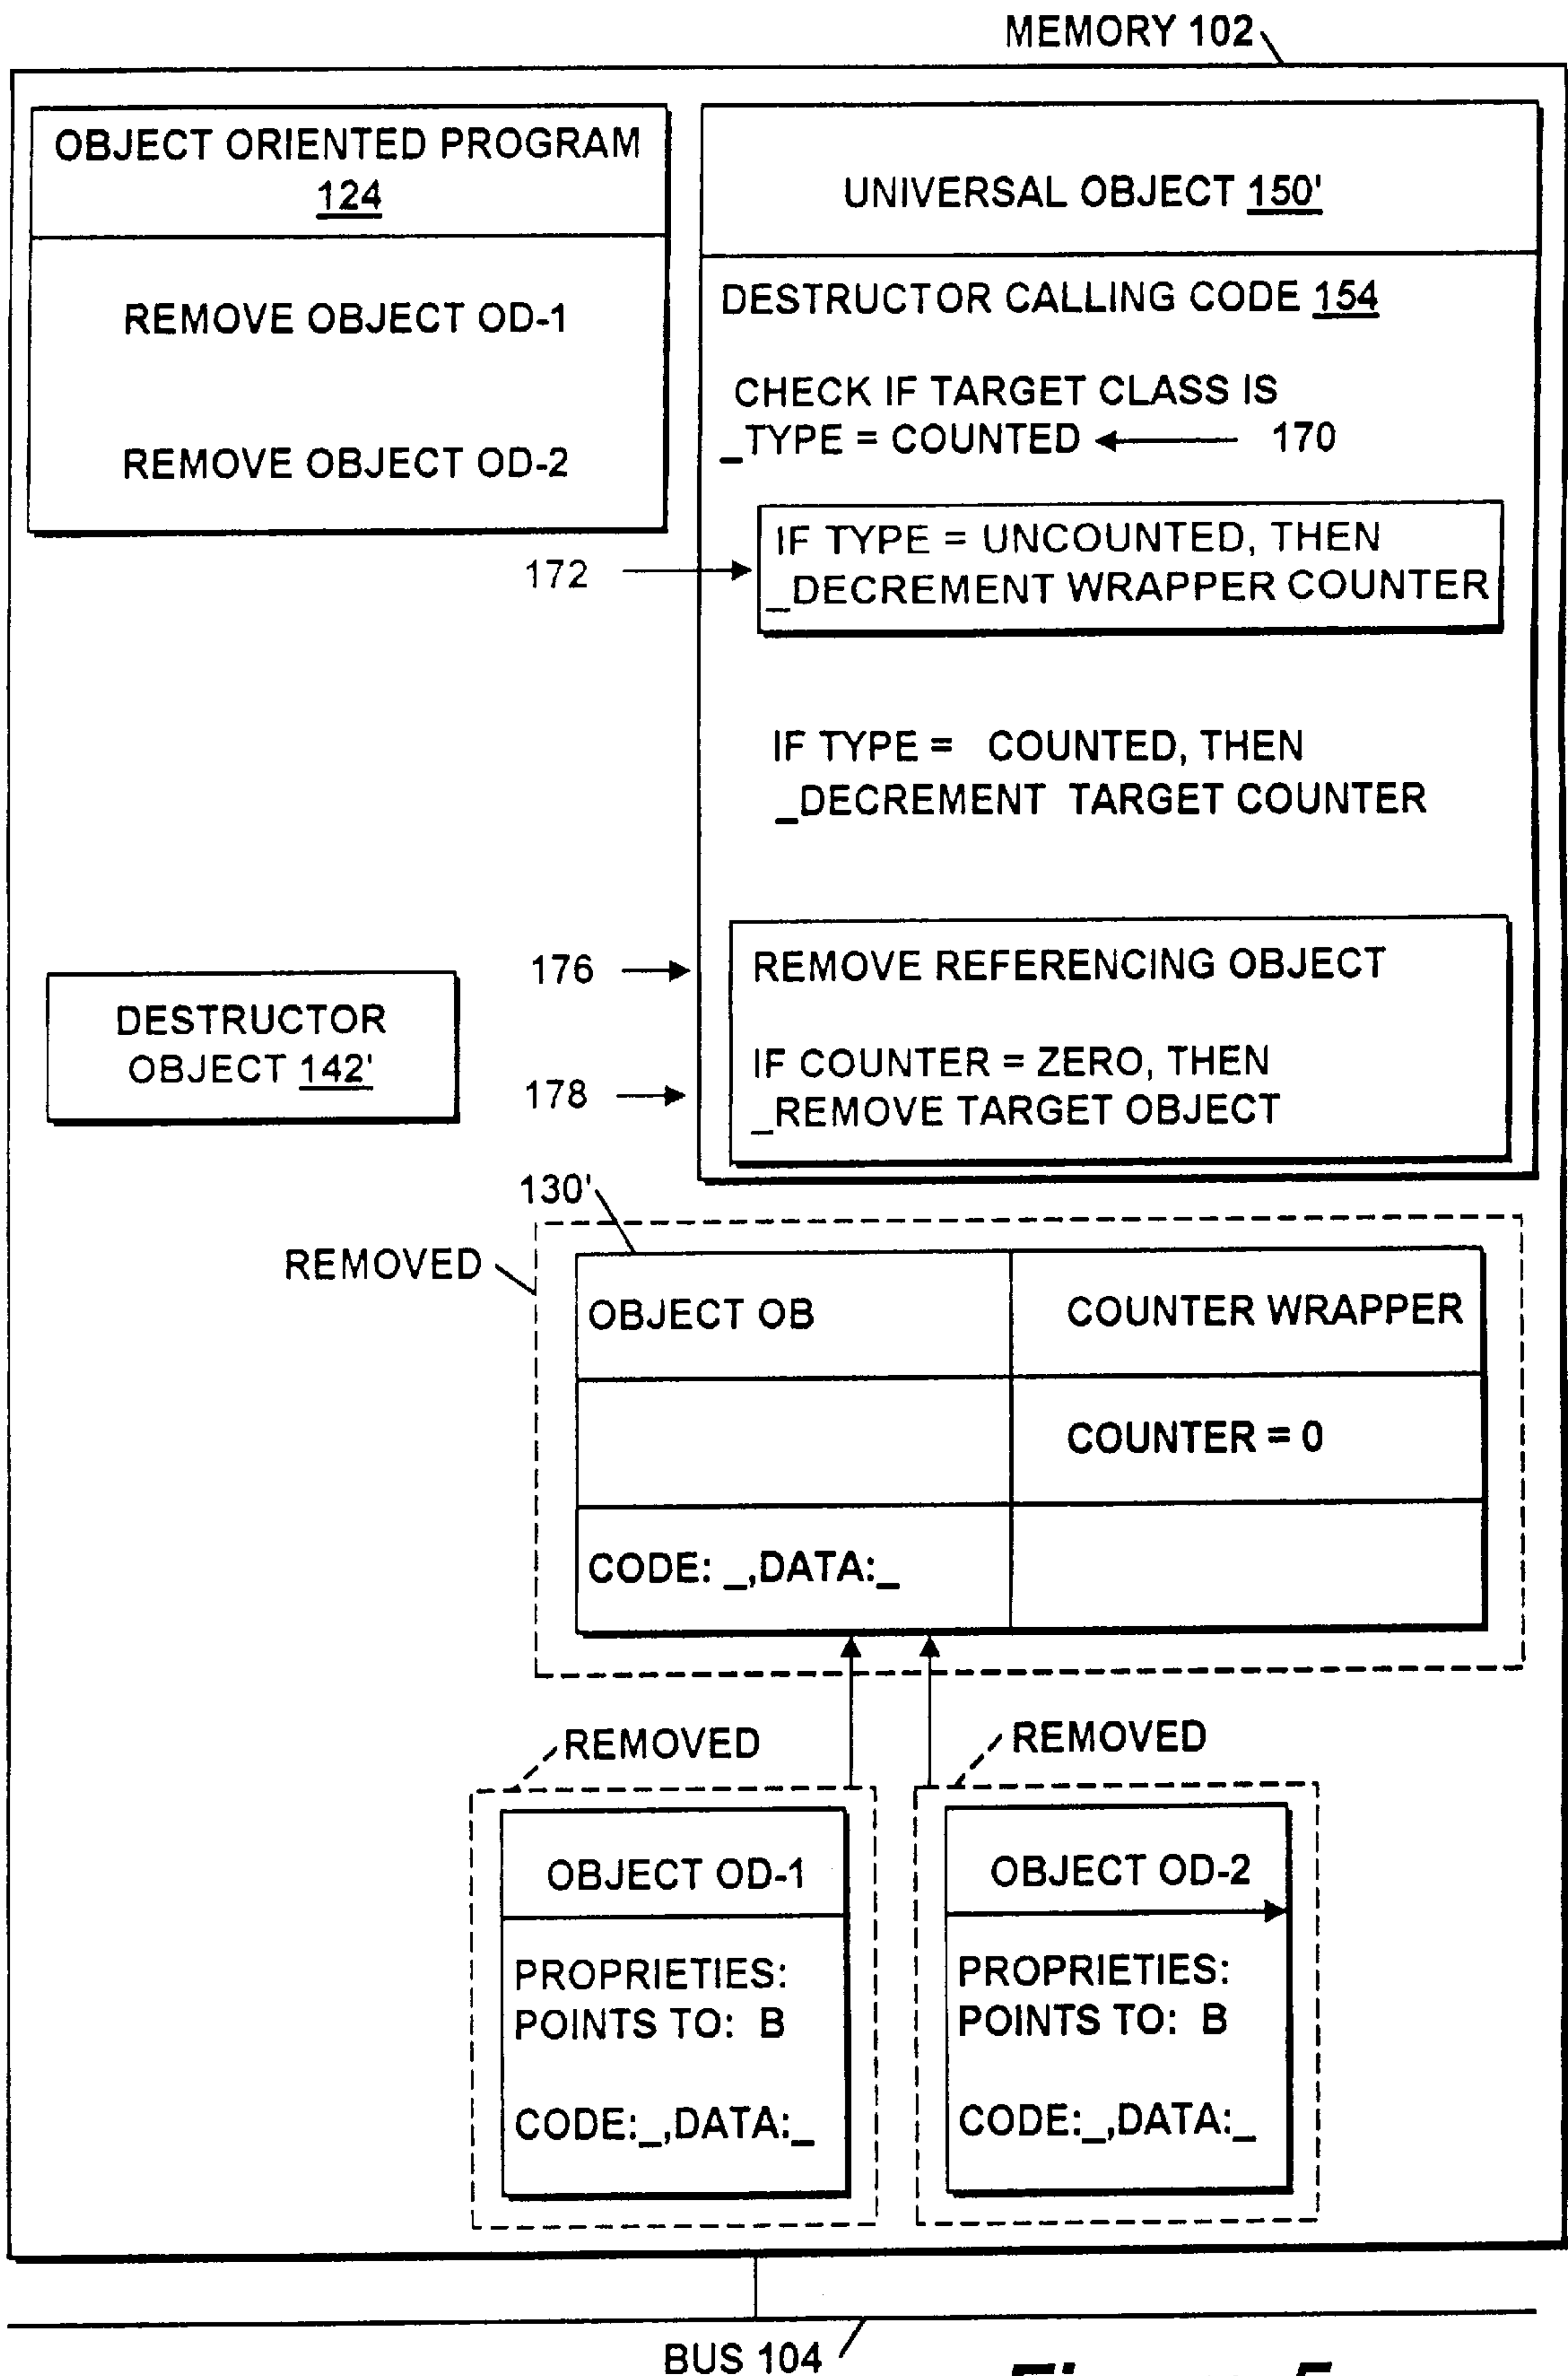 MEMORY 102
OBJECT ORIENTED PROGRAM
124
REMOVE OBJECT OD-1
REMOVE OBJECT OD-2
UNIVERSAL OBJECT 150'
DESTRUCTOR CALLING CODE 154
CHECK IF TARGET CLASS IS
_TYPE = COUNTED
170
172
IF TYPE = UNCOUNTED, THEN
_DECREMENT WRAPPER COUNTER
IF TYPE = COUNTED, THEN
_DECREMENT TARGET COUNTER
176
REMOVE REFERENCING OBJECT
178
IF COUNTER = ZERO, THEN
_REMOVE TARGET OBJECT
DESTRUCTOR
OBJECT 142'
130'
REMOVED
OBJECT OB
COUNTER WRAPPER
COUNTER = 0
CODE: _,DATA:_
REMOVED
OBJECT OD-1
PROPRIETIES:
POINTS TO: B
CODE:_,DATA:_
REMOVED
OBJECT OD-2
PROPRIETIES:
POINTS TO: B
CODE:_,DATA:_
BUS 104